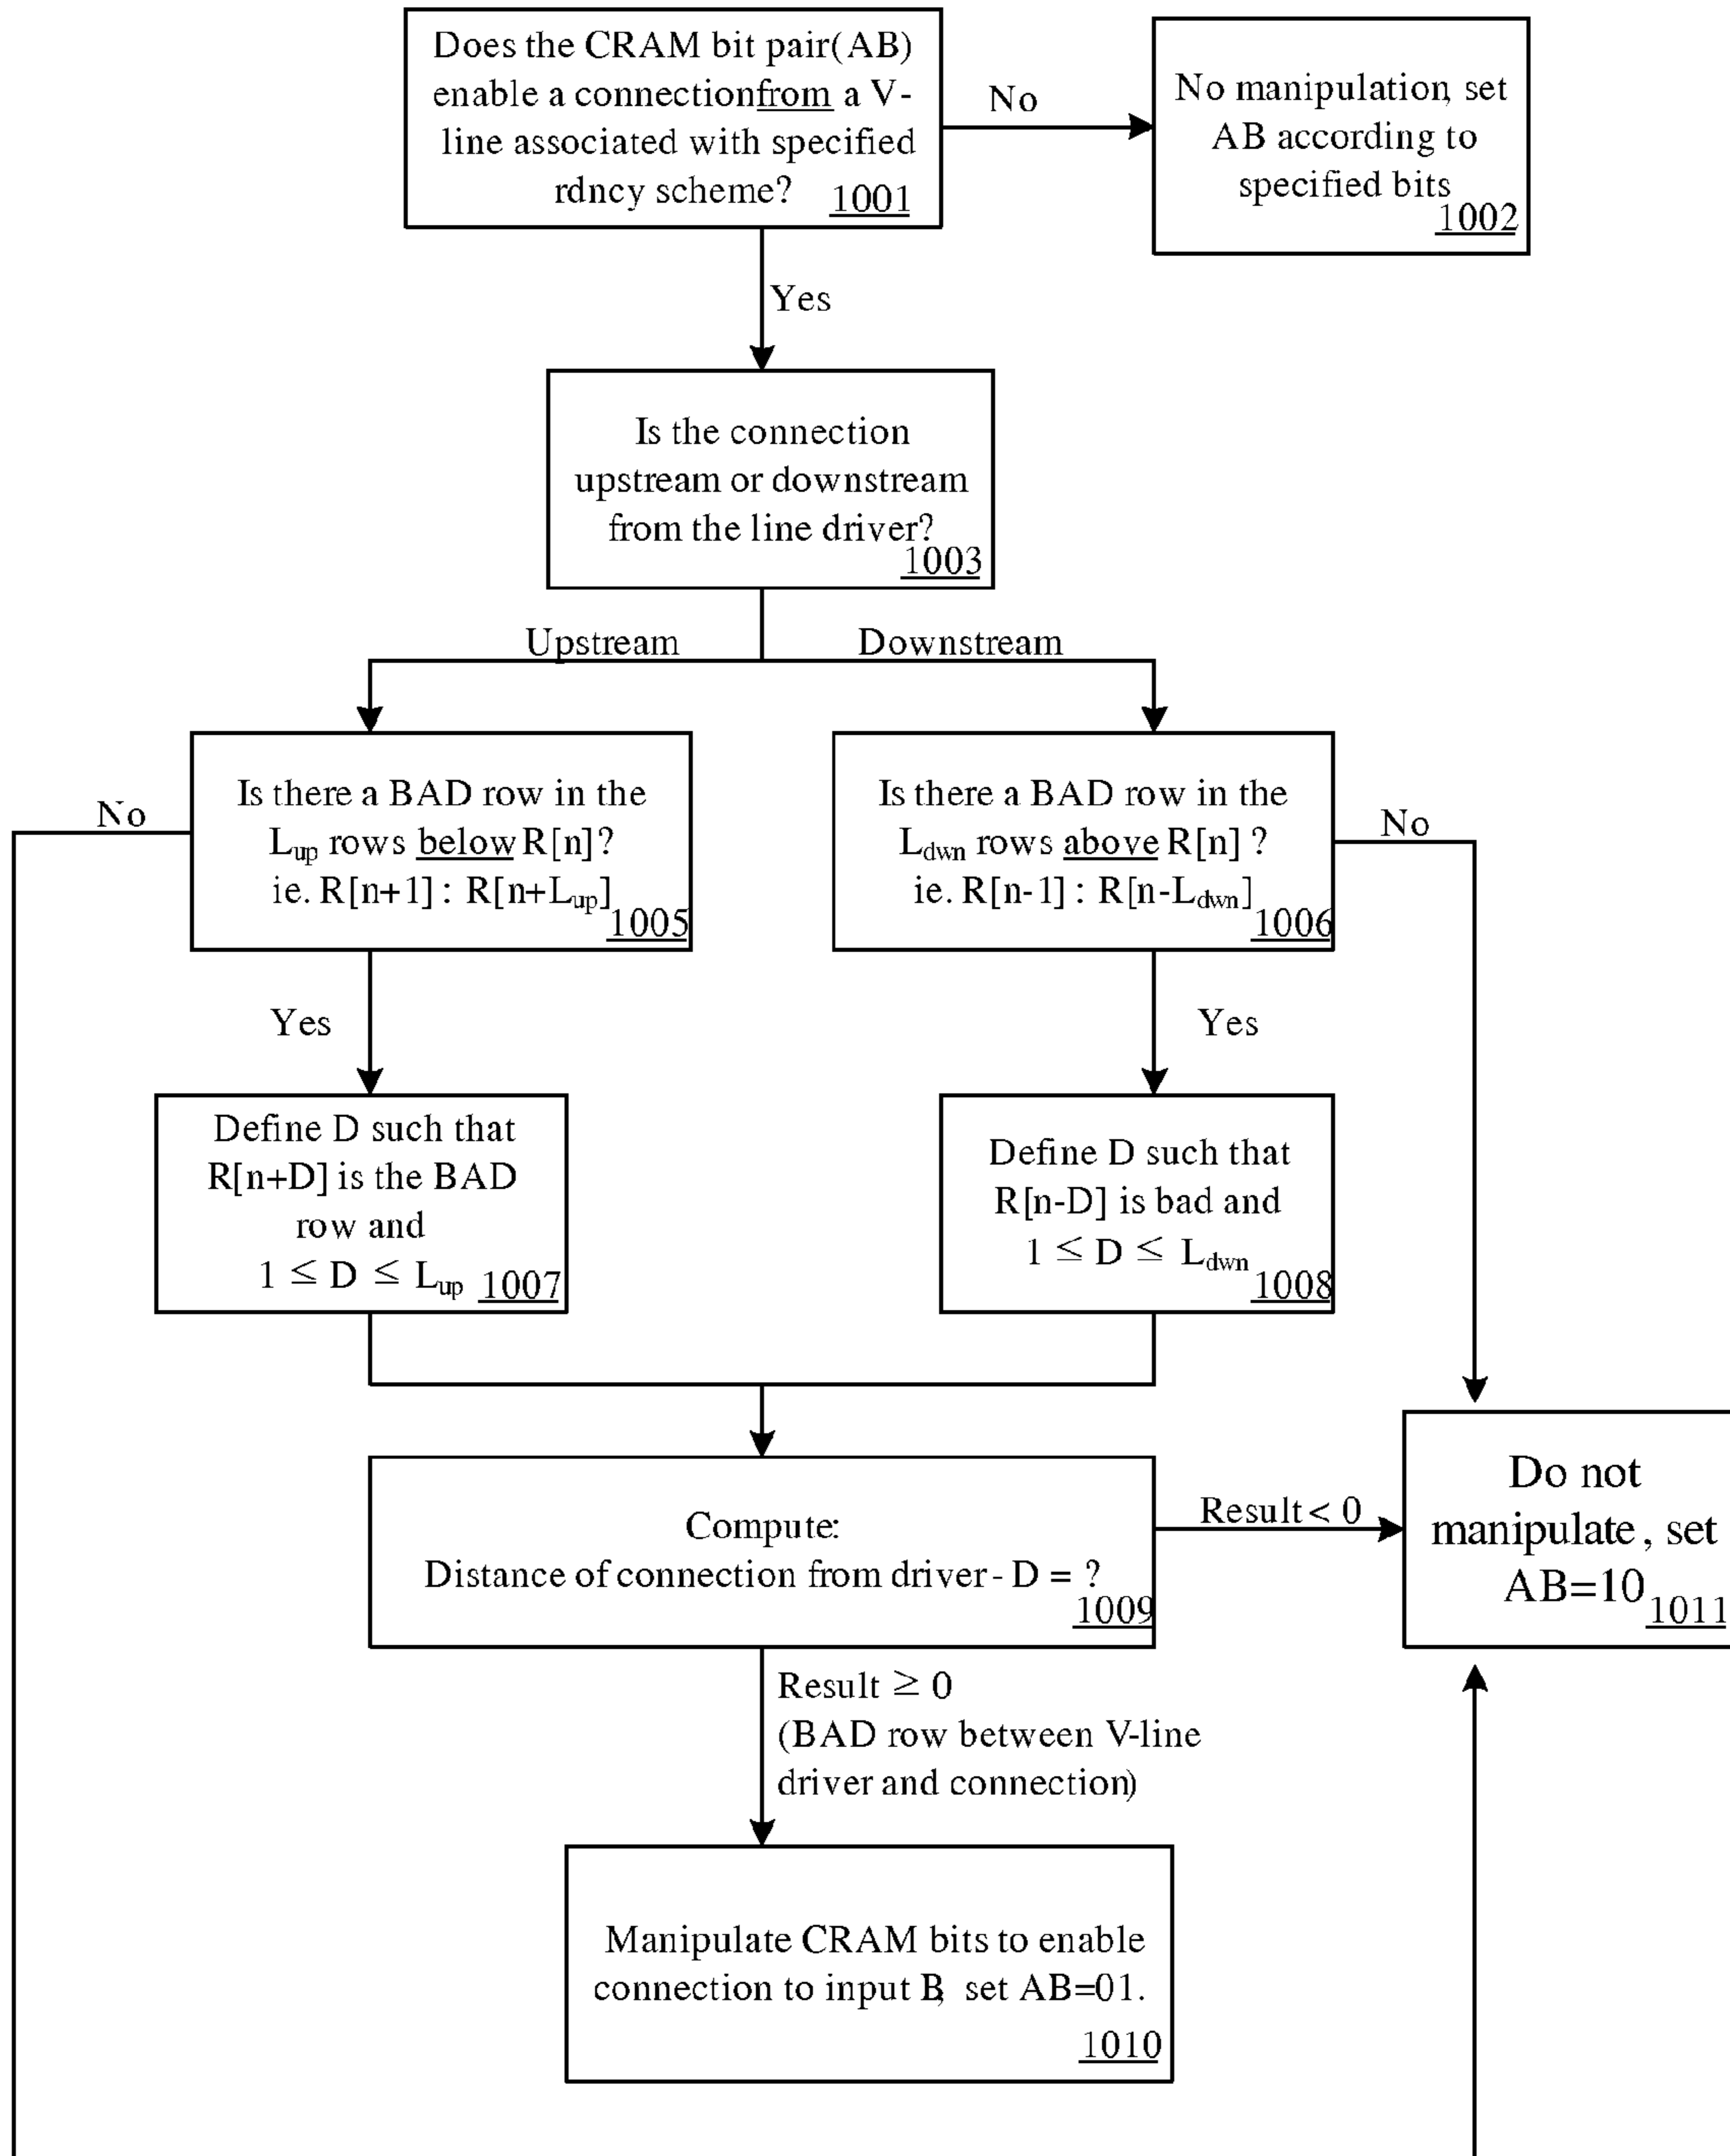 Does the CRAM bit pair(AB)
enable a connectionfrom a V-
line associated with specified
rdncy scheme? 1001
No
No manipulation, set
AB according to
specified bits
1002
Yes
Is the connection
upstream or downstream
from the line driver?
1003
Upstream
Downstream
No
Is there a BAD row in the
Lup rows below R[n]?
ie. R[n+1] : R[n+Lup]
1005
Is there a BAD row in the
Ldwn rows above R[n] ?
ie. R[n-1] : R[n-Ldwn]
1006
No
Yes
Yes
Define D such that
R[n+D] is the BAD
row and
1 ≤ D ≤ Lup 1007
Define D such that
R[n-D] is bad and
1 ≤ D ≤ Ldwn
1008
Compute:
Distance of connection from driver - D = ?
1009
Result < 0
Do not
manipulate, set
AB=10
1011
Result ≥ 0
(BAD row between V-line
driver and connection)
Manipulate CRAM bits to enable
connection to input B, set AB=01.
1010